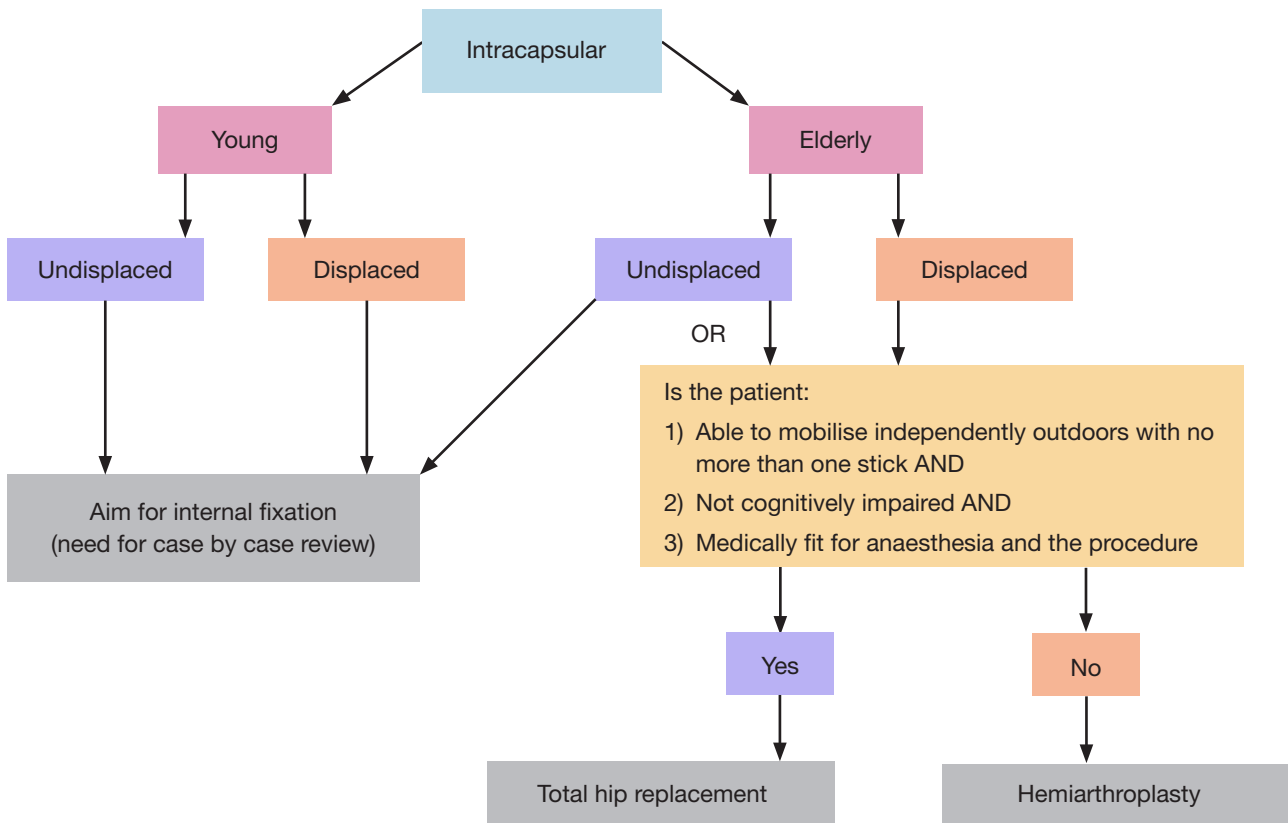 Intracapsular
Young
Elderly
Undisplaced
Displaced
Undisplaced
Displaced
OR
Is the patient:
1) Able to mobilise independently outdoors with no
more than one stick AND
2) Not cognitively impaired AND
3) Medically fit for anaesthesia and the procedure
Aim for internal fixation
(need for case by case review)
Yes
No
Total hip replacement
Hemiarthroplasty